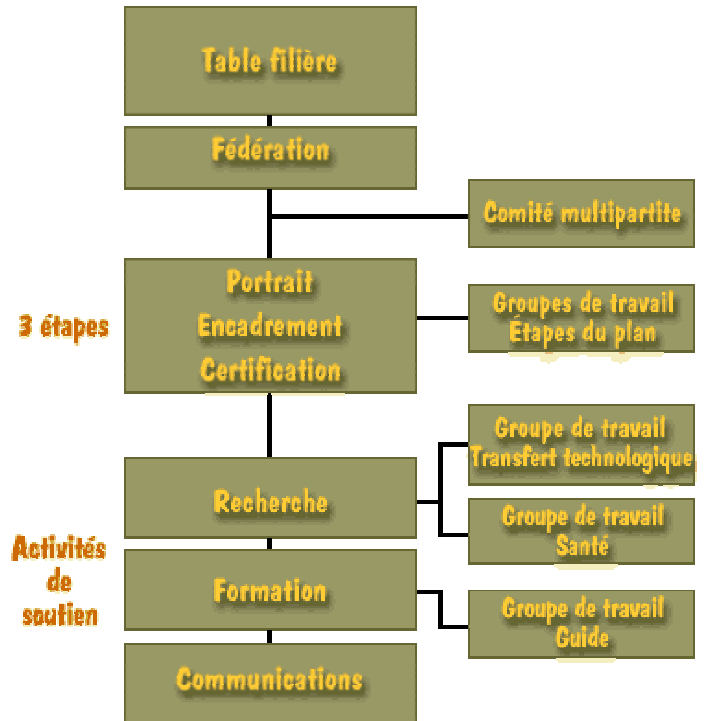 Table filière
Fédération
Comité multipartite
3 étapes
Portrait
Encadrement
Certification
Groupes de travail
Étapes du plan
Groupe de travail
Transfert technologique
Recherche
Groupe de travail
Santé
Activités
de
soutien
Formation
Groupe de travail
Guide
Communications